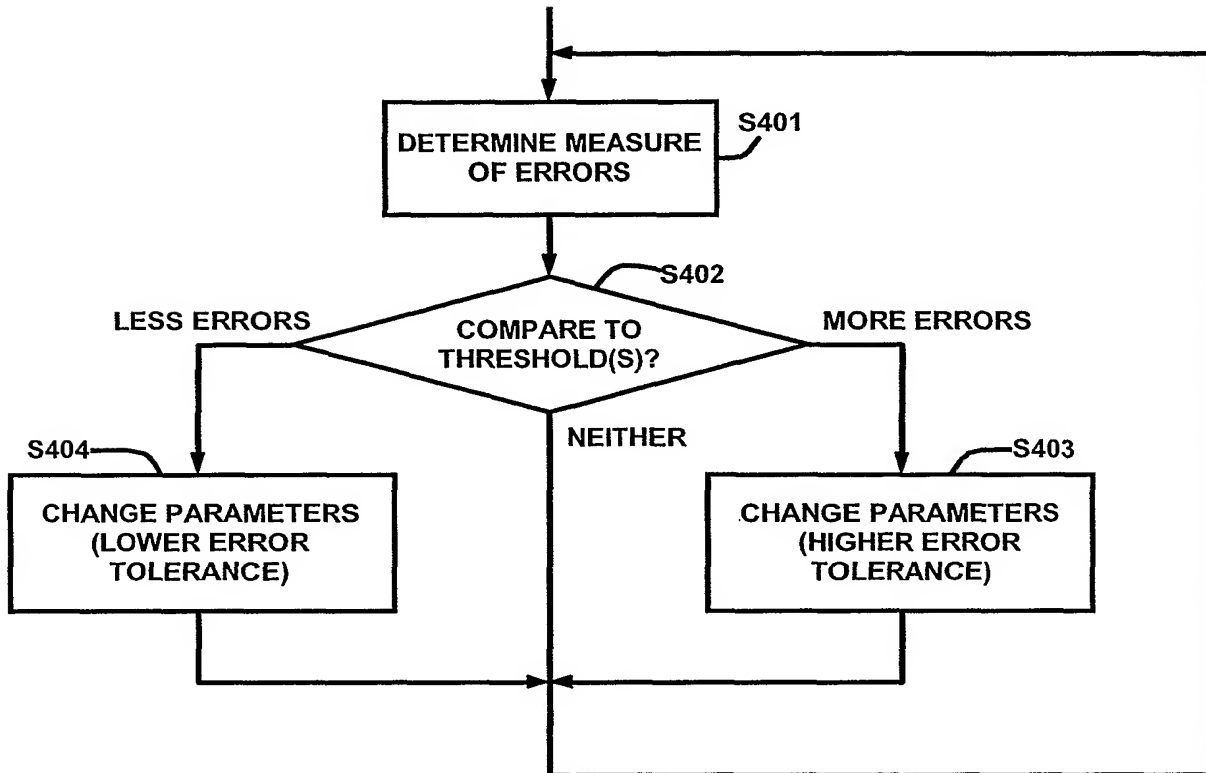 S401
DETERMINE MEASURE
OF ERRORS
S402
LESS ERRORS
COMPARE TO
THRESHOLD(S)?
MORE ERRORS
NEITHER
S404
CHANGE PARAMETERS
(LOWER ERROR
TOLERANCE)
S403
CHANGE PARAMETERS
(HIGHER ERROR
TOLERANCE)